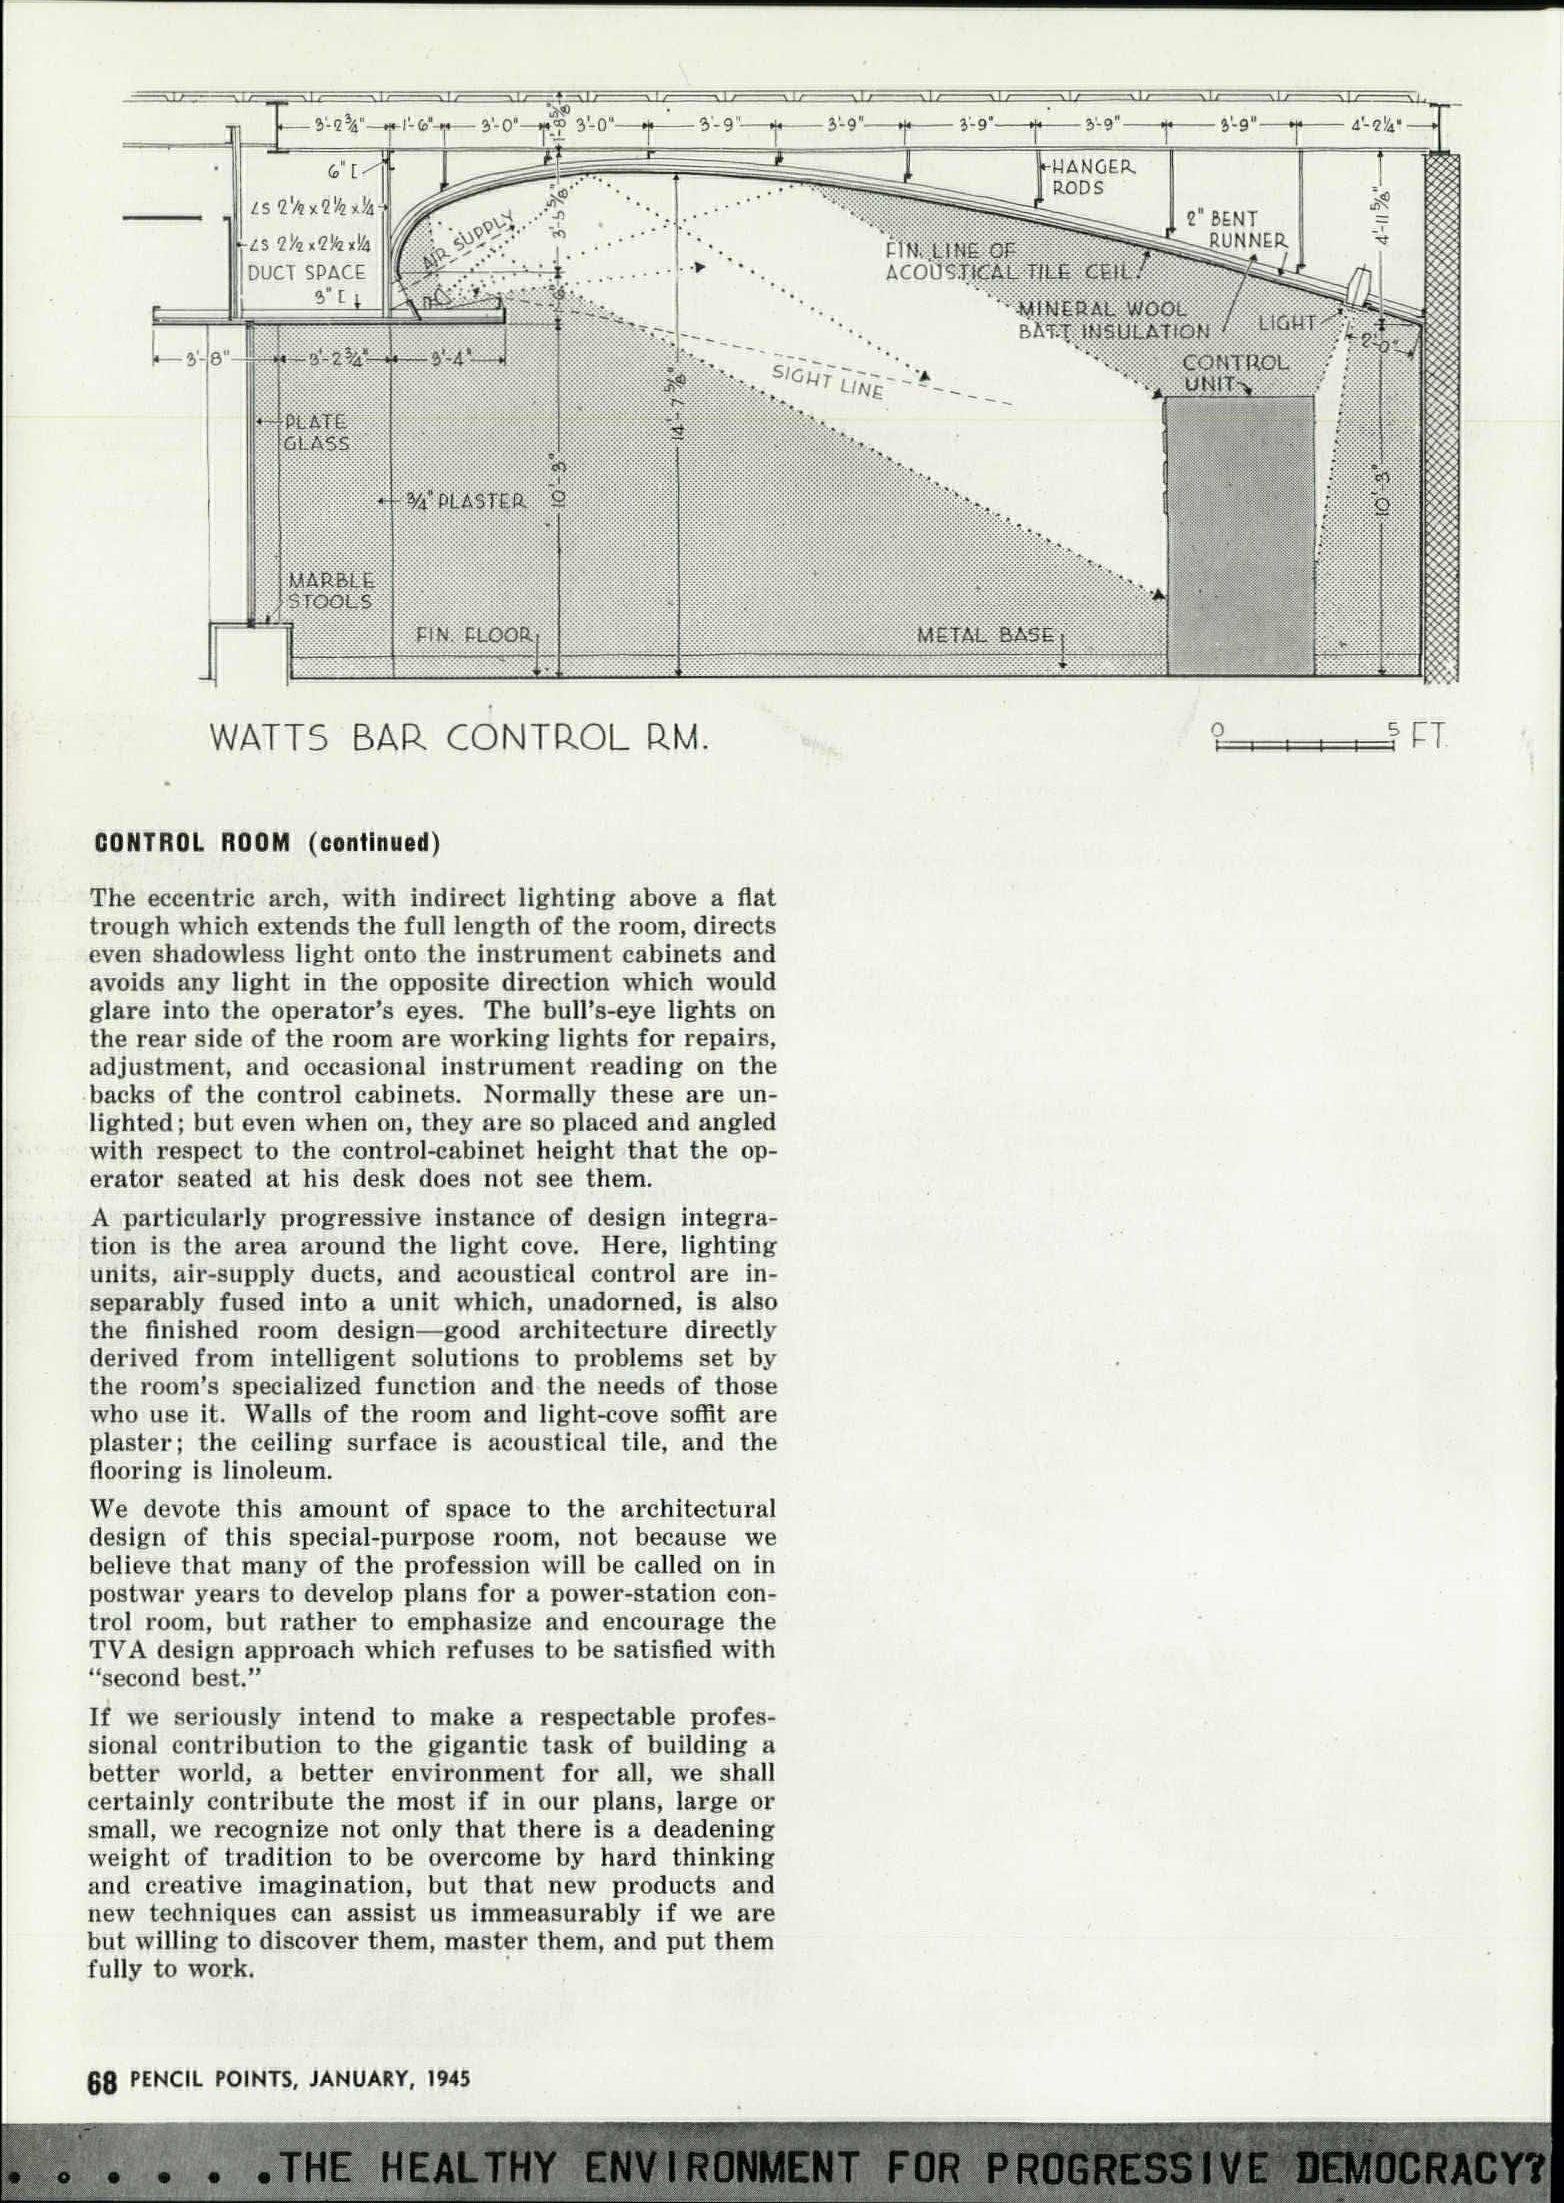 3'-2¾" 1'-6" 3'-0" 1'-8⅝" 3'-0" 3'-9" 3'-9" 3'-9" 3'-9" 3'-9" 4'-2¼"
6" [
HANGER
RODS
∠S 2½ x 2½ x ¼
∠S 2½ x 2½ x ¼
DUCT SPACE
3" [
AIR SUPPLY
3'-5⅝"
2" BENT
RUNNER
4'-11⅝"
FIN. LINE OF
ACOUSTICAL TILE CEIL.
MINERAL WOOL
BATT INSULATION
LIGHT
2'-0"
3'-8" 3'-2¾" 3'-4"
SIGHT LINE
CONTROL
UNIT
14'-7⅝"
PLATE
GLASS
¾" PLASTER
10'-3"
10'-3"
MARBLE
STOOLS
FIN. FLOOR
METAL BASE
WATTS BAR CONTROL RM.
0 5 FT.
CONTROL ROOM (continued)
The eccentric arch, with indirect lighting above a flat
trough which extends the full length of the room, directs
even shadowless light onto the instrument cabinets and
avoids any light in the opposite direction which would
glare into the operator's eyes. The bull's-eye lights on
the rear side of the room are working lights for repairs,
adjustment, and occasional instrument reading on the
backs of the control cabinets. Normally these are un-
lighted; but even when on, they are so placed and angled
with respect to the control-cabinet height that the op-
erator seated at his desk does not see them.
A particularly progressive instance of design integra-
tion is the area around the light cove. Here, lighting
units, air-supply ducts, and acoustical control are in-
separably fused into a unit which, unadorned, is also
the finished room design—good architecture directly
derived from intelligent solutions to problems set by
the room's specialized function and the needs of those
who use it. Walls of the room and light-cove soffit are
plaster; the ceiling surface is acoustical tile, and the
flooring is linoleum.
We devote this amount of space to the architectural
design of this special-purpose room, not because we
believe that many of the profession will be called on in
postwar years to develop plans for a power-station con-
trol room, but rather to emphasize and encourage the
TVA design approach which refuses to be satisfied with
“second best.”
If we seriously intend to make a respectable profes-
sional contribution to the gigantic task of building a
better world, a better environment for all, we shall
certainly contribute the most if in our plans, large or
small, we recognize not only that there is a deadening
weight of tradition to be overcome by hard thinking
and creative imagination, but that new products and
new techniques can assist us immeasurably if we are
but willing to discover them, master them, and put them
fully to work.
68 PENCIL POINTS, JANUARY, 1945
. . . . . .THE HEALTHY ENVIRONMENT FOR PROGRESSIVE DEMOCRACY?